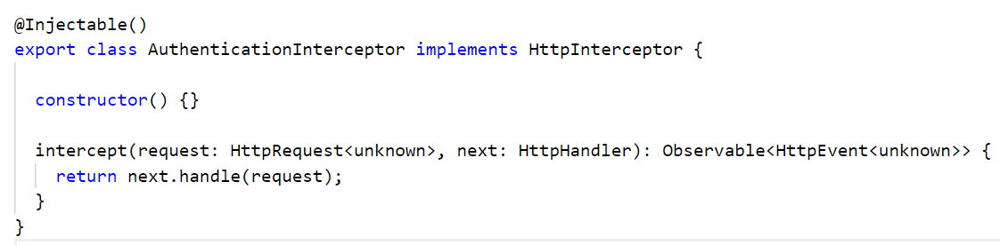 @Injectable()
export class AuthenticationInterceptor implements HttpInterceptor {
constructor() {}
intercept(request: HttpRequest<unknown>, next: HttpHandler): Observable<HttpEvent<unknown>> {
return next.handle(request);
}
}